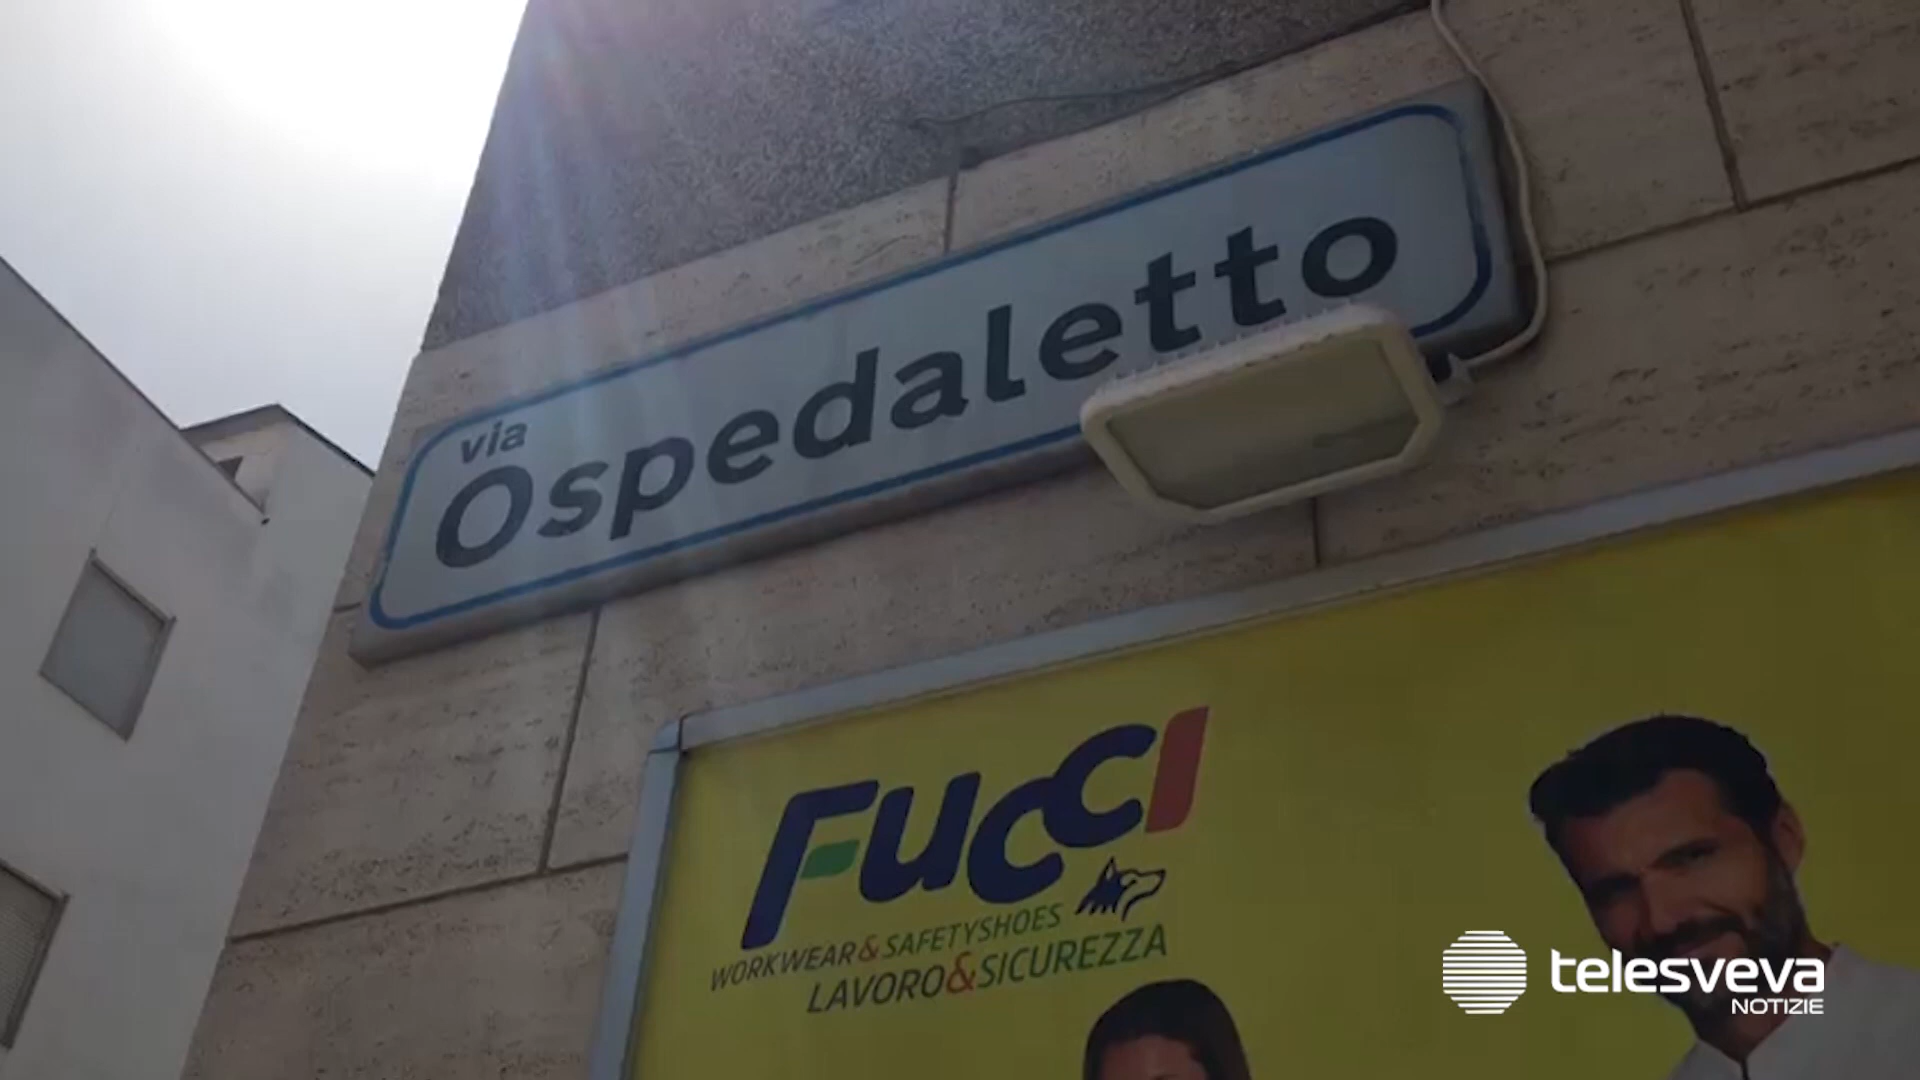 via
Ospedaletto
Fucci
WORKWEAR&SAFETYSHOES
LAVORO&SICUREZZA
telesveva
NOTIZIE